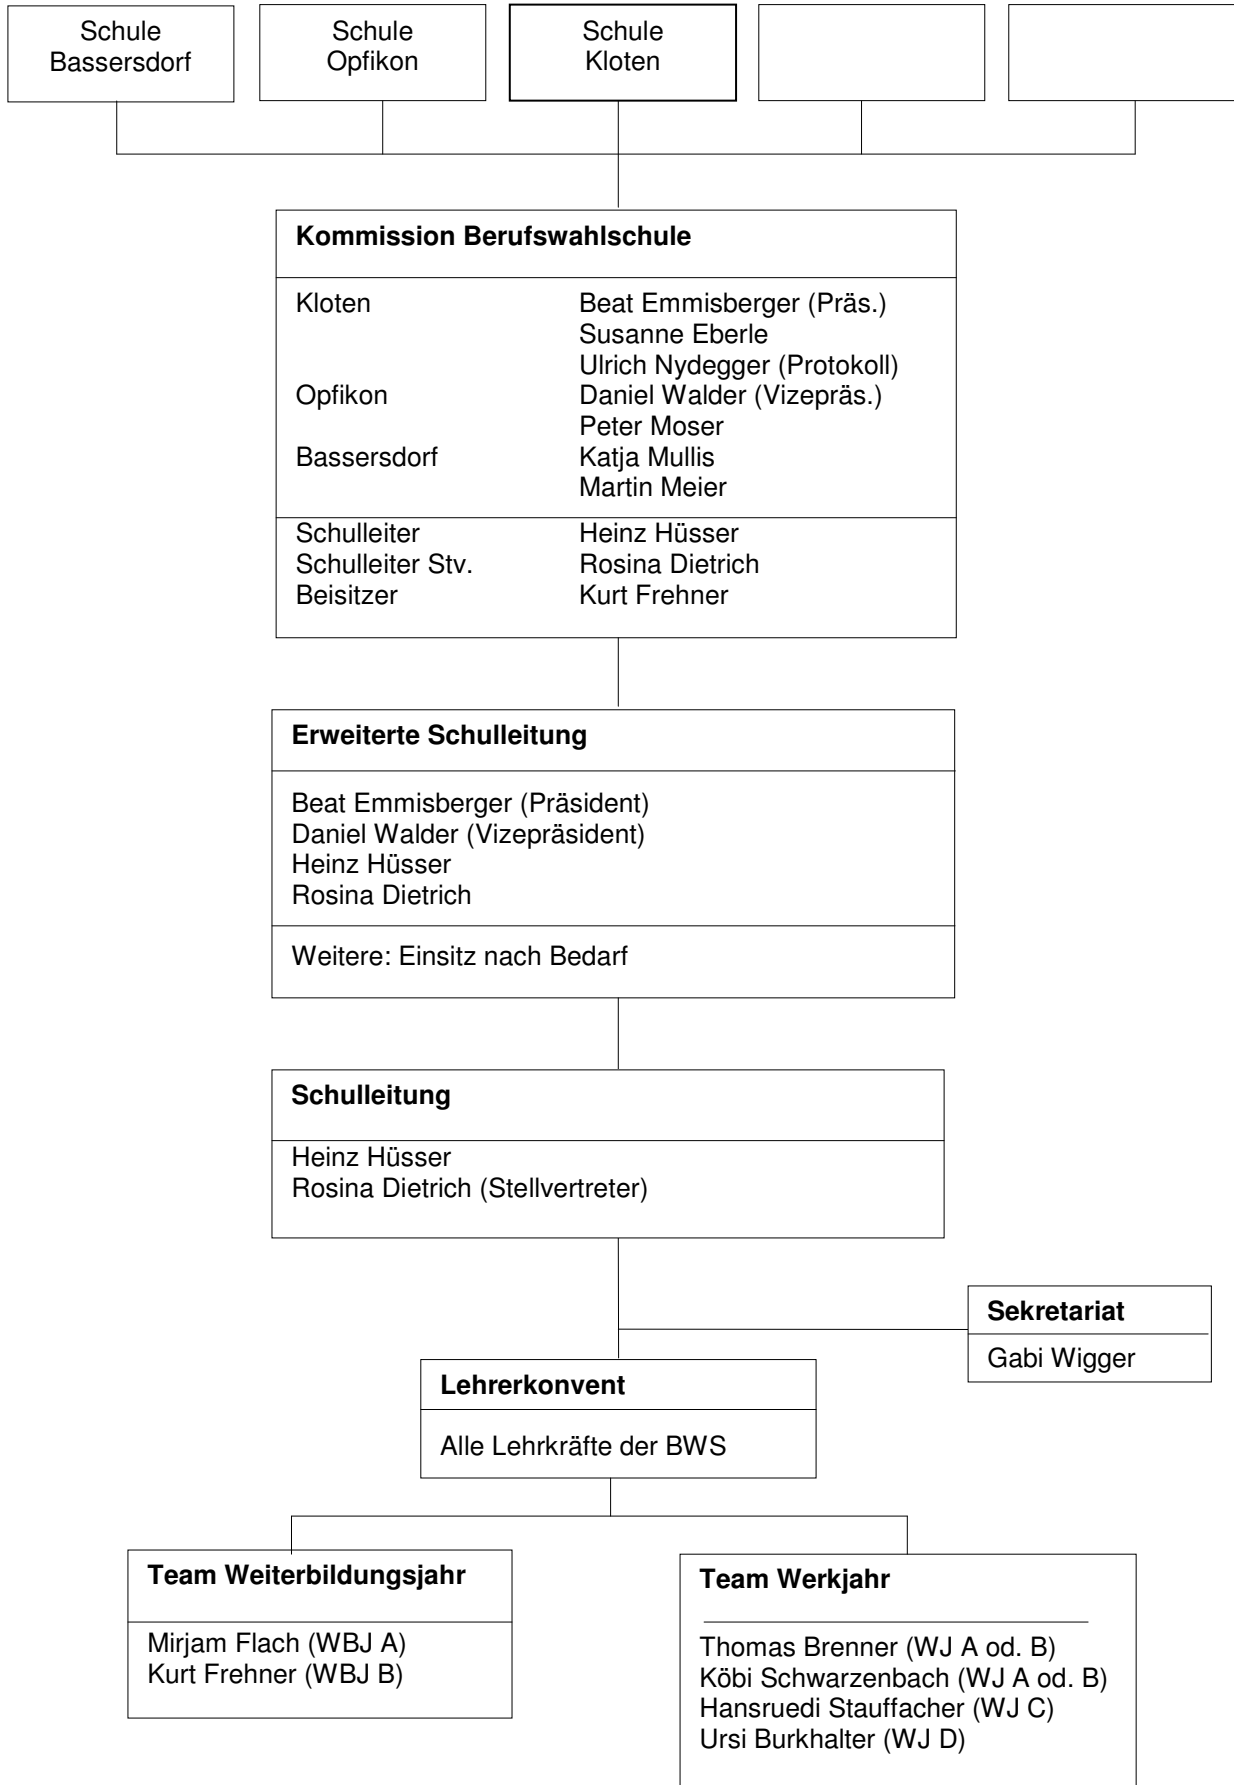 Schule
Bassersdorf
Schule
Opfikon
Schule
Kloten
Kommission Berufswahlschule
Kloten Beat Emmisberger (Präs.)
Susanne Eberle
Ulrich Nydegger (Protokoll)
Opfikon Daniel Walder (Vizepräs.)
Peter Moser
Bassersdorf Katja Mullis
Martin Meier
Schulleiter Heinz Hüsser
Schulleiter Stv. Rosina Dietrich
Beisitzer Kurt Frehner
Erweiterte Schulleitung
Beat Emmisberger (Präsident)
Daniel Walder (Vizepräsident)
Heinz Hüsser
Rosina Dietrich
Weitere: Einsitz nach Bedarf
Schulleitung
Heinz Hüsser
Rosina Dietrich (Stellvertreter)
Sekretariat
Gabi Wigger
Lehrerkonvent
Alle Lehrkräfte der BWS
Team Weiterbildungsjahr
Mirjam Flach (WBJ A)
Kurt Frehner (WBJ B)
Team Werkjahr
Thomas Brenner (WJ A od. B)
Köbi Schwarzenbach (WJ A od. B)
Hansruedi Stauffacher (WJ C)
Ursi Burkhalter (WJ D)